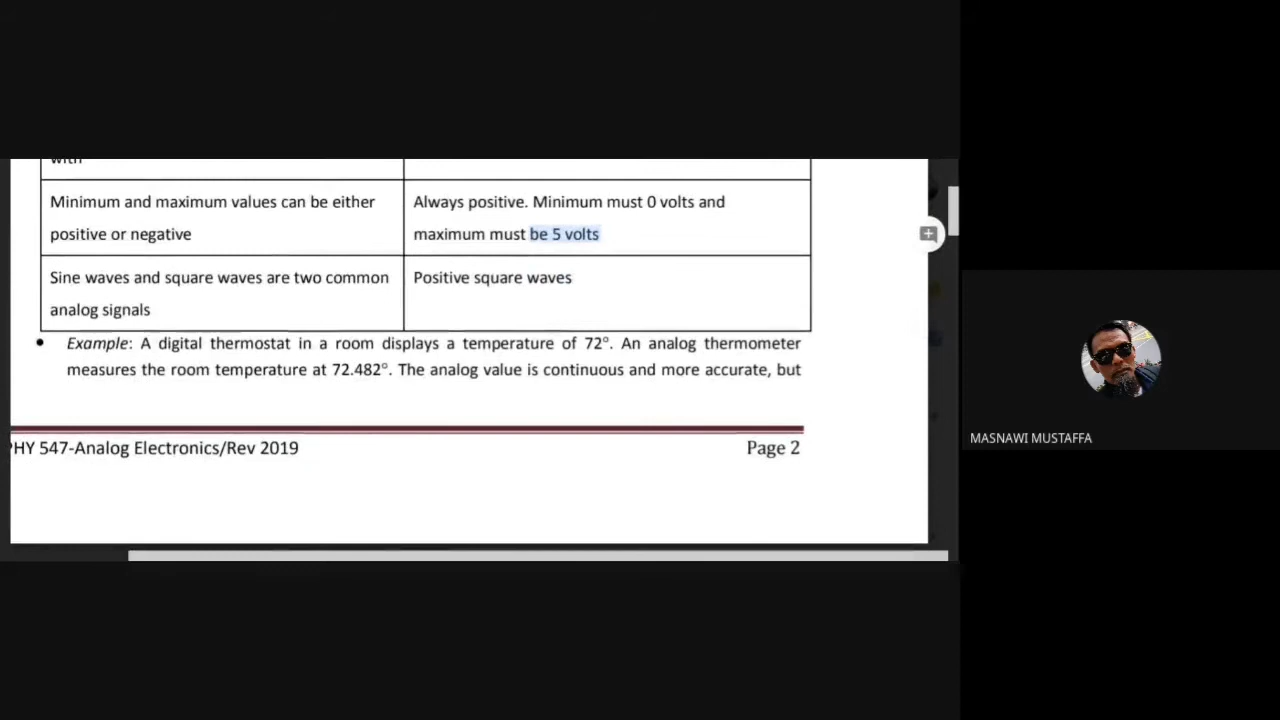 with
Minimum and maximum values can be either
positive or negative
Always positive. Minimum must 0 volts and
maximum must be 5 volts
Sine waves and square waves are two common
analog signals
Positive square waves
• Example: A digital thermostat in a room displays a temperature of 72°. An analog thermometer
measures the room temperature at 72.482°. The analog value is continuous and more accurate, but
PHY 547-Analog Electronics/Rev 2019
Page 2
MASNAWI MUSTAFFA